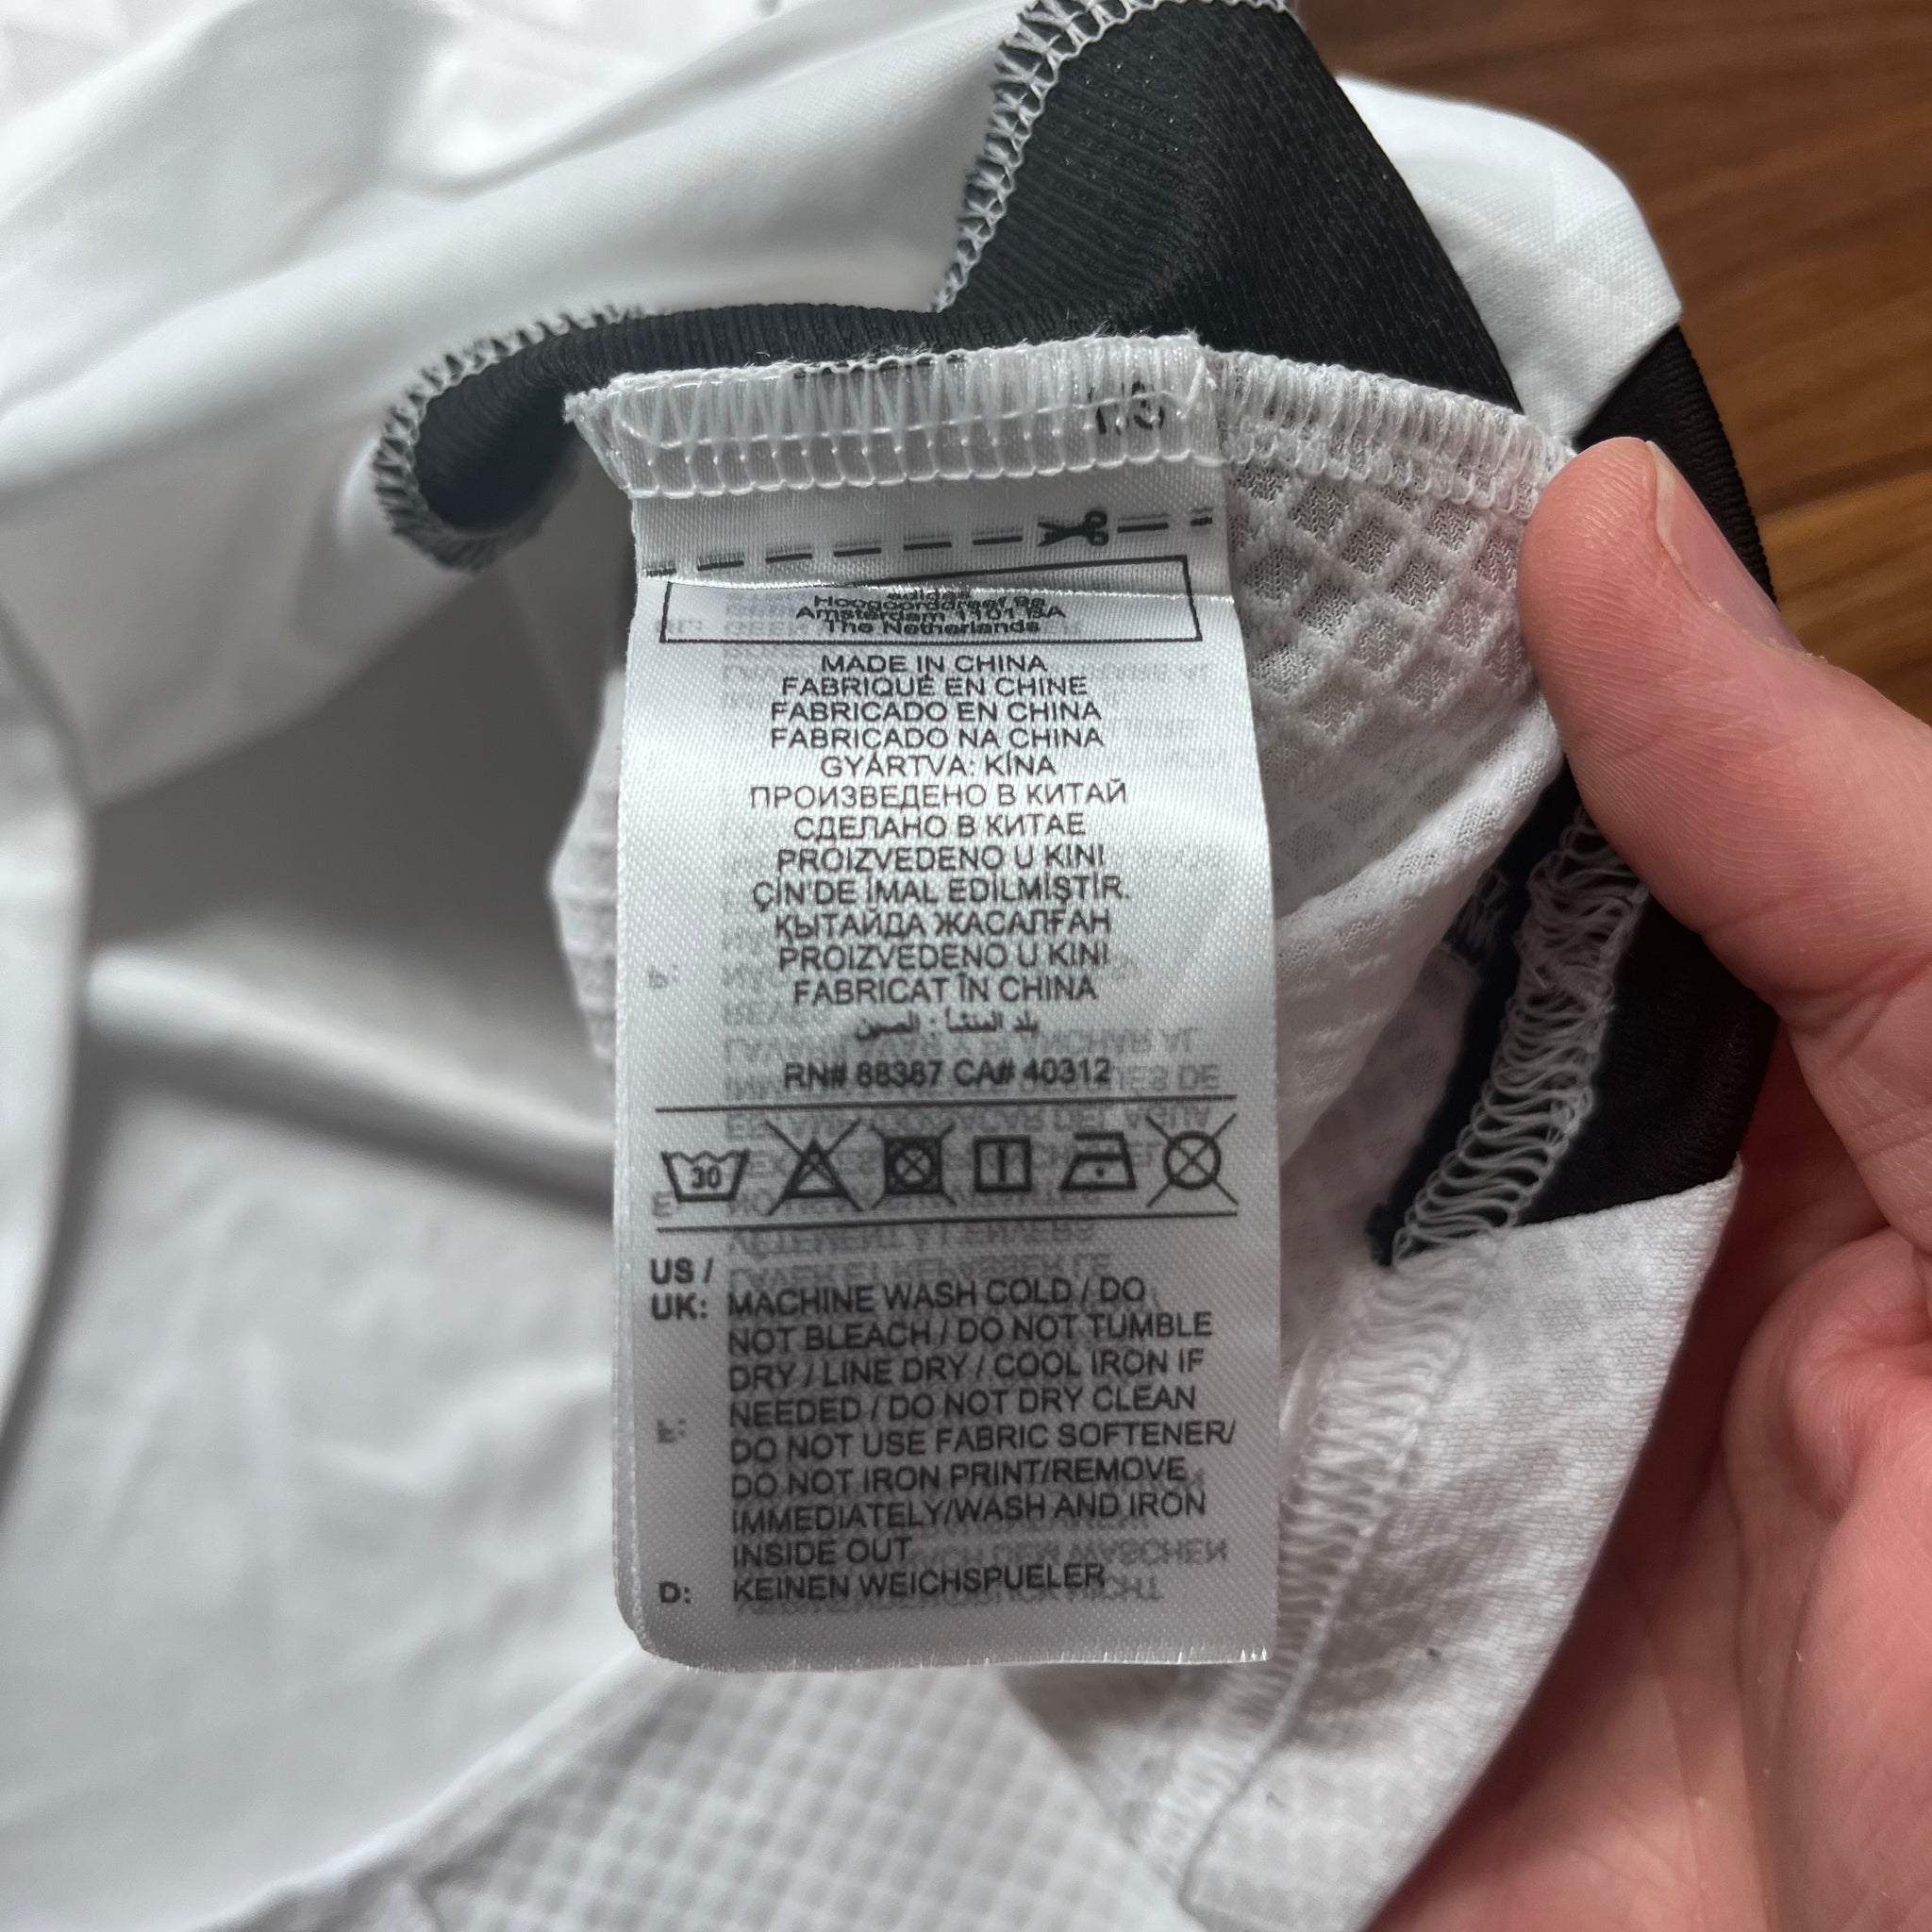 adidas
Hoogoorddreef 9a
Amsterdam 1101 BA
The Netherlands
MADE IN CHINA
FABRIQUÉ EN CHINE
FABRICADO EN CHINA
FABRICADO NA CHINA
GYÁRTVA: KÍNA
ПРОИЗВЕДЕНО В КИТАЙ
СДЕЛАНО В КИТАЕ
PROIZVEDENO U KINI
ÇİN'DE İMAL EDİLMİŞTİR.
ҚЫТАЙДА ЖАСАЛҒАН
PROIZVEDENO U KINI
FABRICAT ÎN CHINA
بلد المنشأ : الصين
RN# 88387 CA# 40312
30
US /
UK: MACHINE WASH COLD / DO
NOT BLEACH / DO NOT TUMBLE
DRY / LINE DRY / COOL IRON IF
NEEDED / DO NOT DRY CLEAN
DO NOT USE FABRIC SOFTENER/
DO NOT IRON PRINT/REMOVE
IMMEDIATELY/WASH AND IRON
INSIDE OUT
D: KEINEN WEICHSPUELER